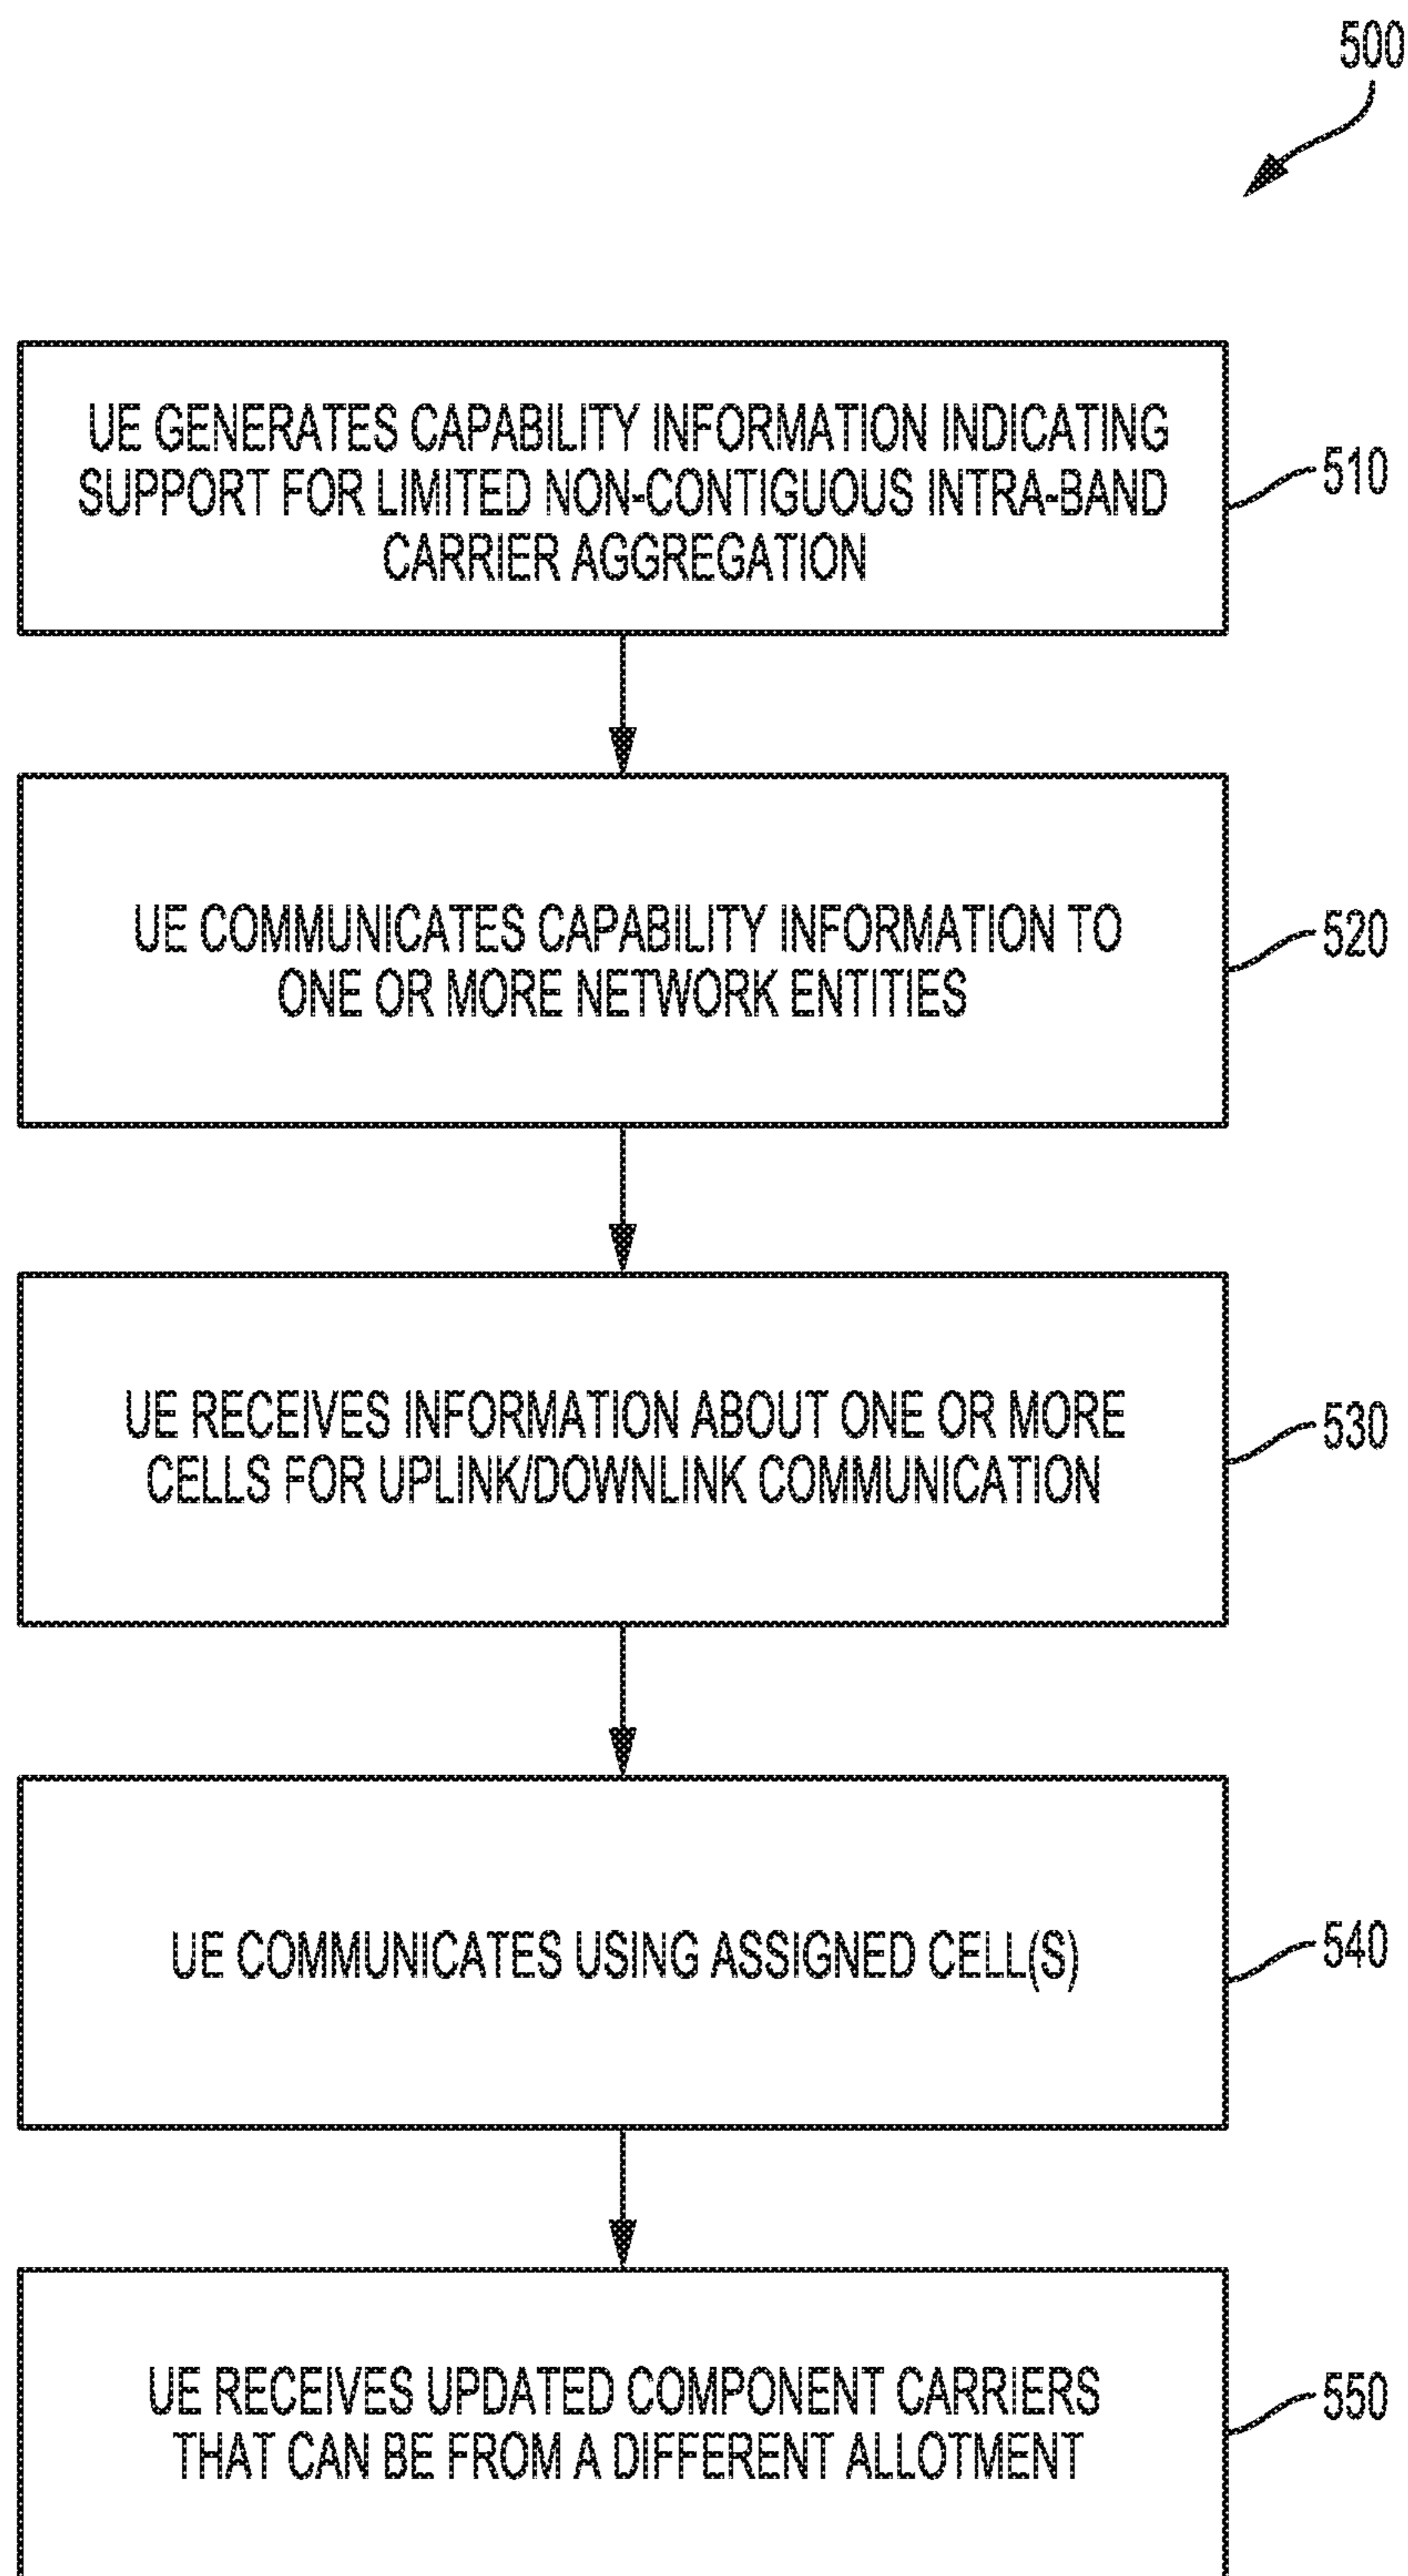 500
UE GENERATES CAPABILITY INFORMATION INDICATING
SUPPORT FOR LIMITED NON-CONTIGUOUS INTRA-BAND
CARRIER AGGREGATION
510
UE COMMUNICATES CAPABILITY INFORMATION TO
ONE OR MORE NETWORK ENTITIES
520
UE RECEIVES INFORMATION ABOUT ONE OR MORE
CELLS FOR UPLINK/DOWNLINK COMMUNICATION
530
UE COMMUNICATES USING ASSIGNED CELL(S)
540
UE RECEIVES UPDATED COMPONENT CARRIERS
THAT CAN BE FROM A DIFFERENT ALLOTMENT
550